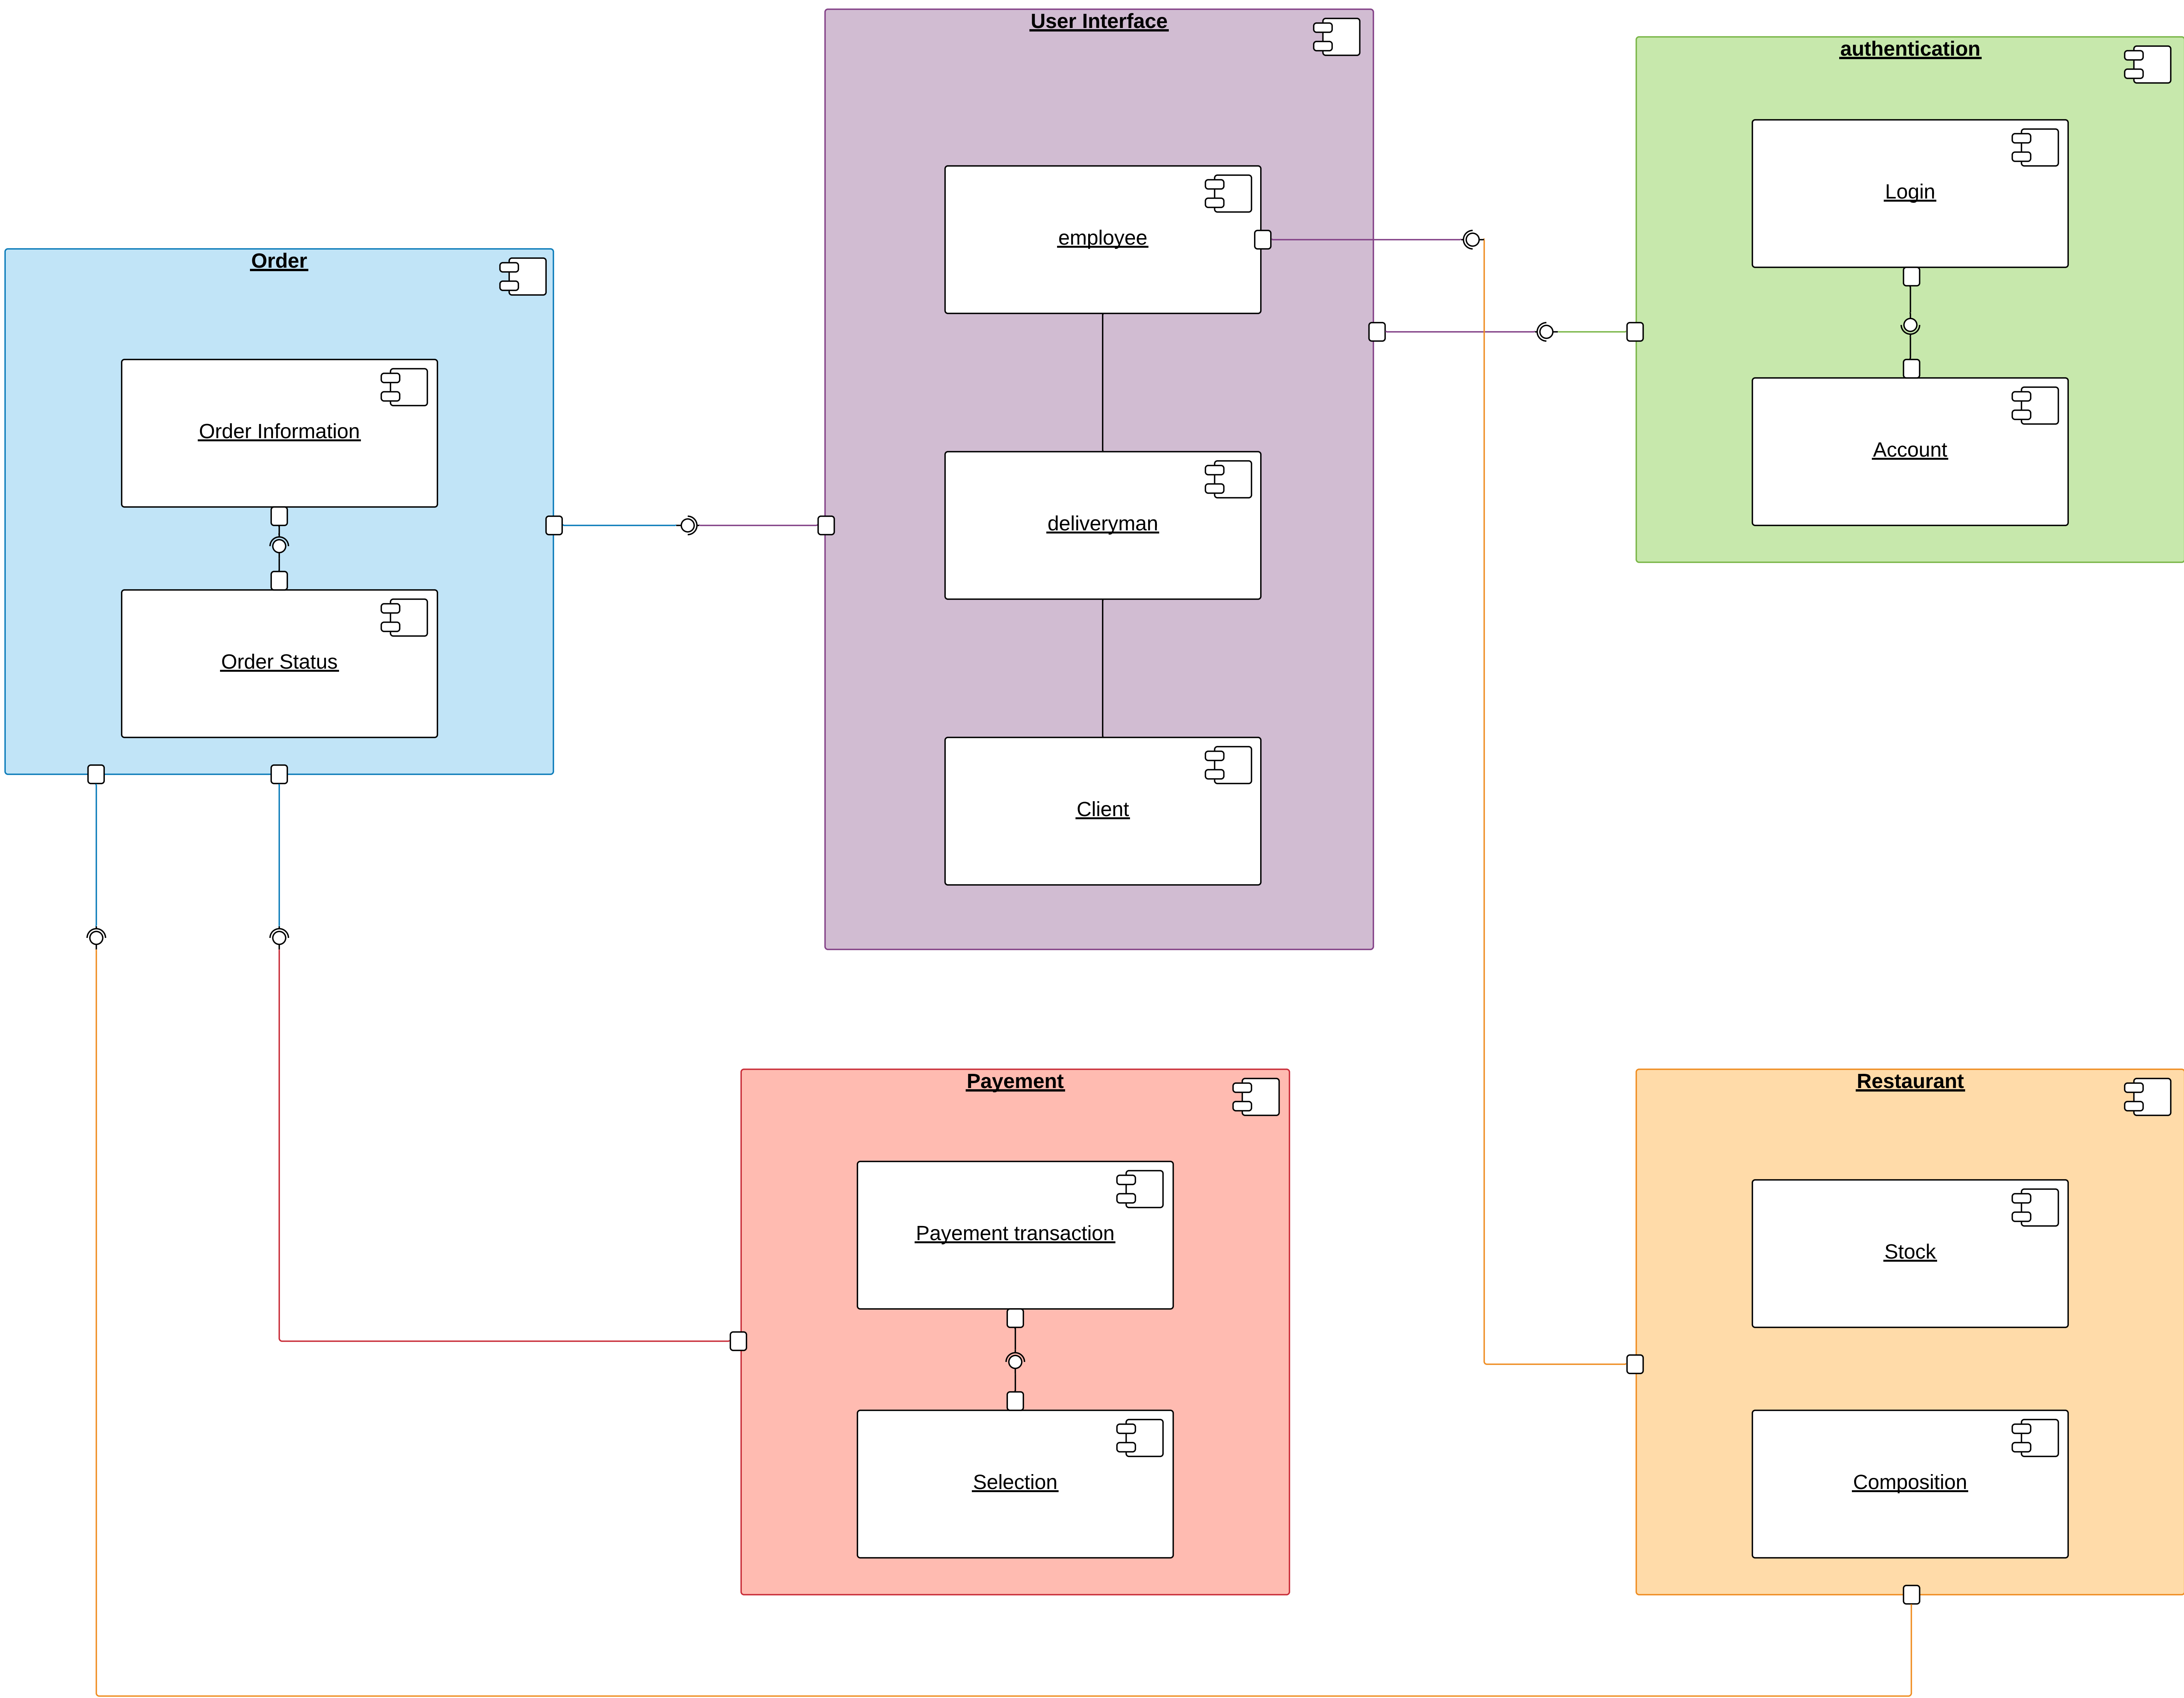 User Interface
authentication
Login
employee
Order
Order Information
Account
deliveryman
Order Status
Client
Payement
Restaurant
Payement transaction
Stock
Selection
Composition